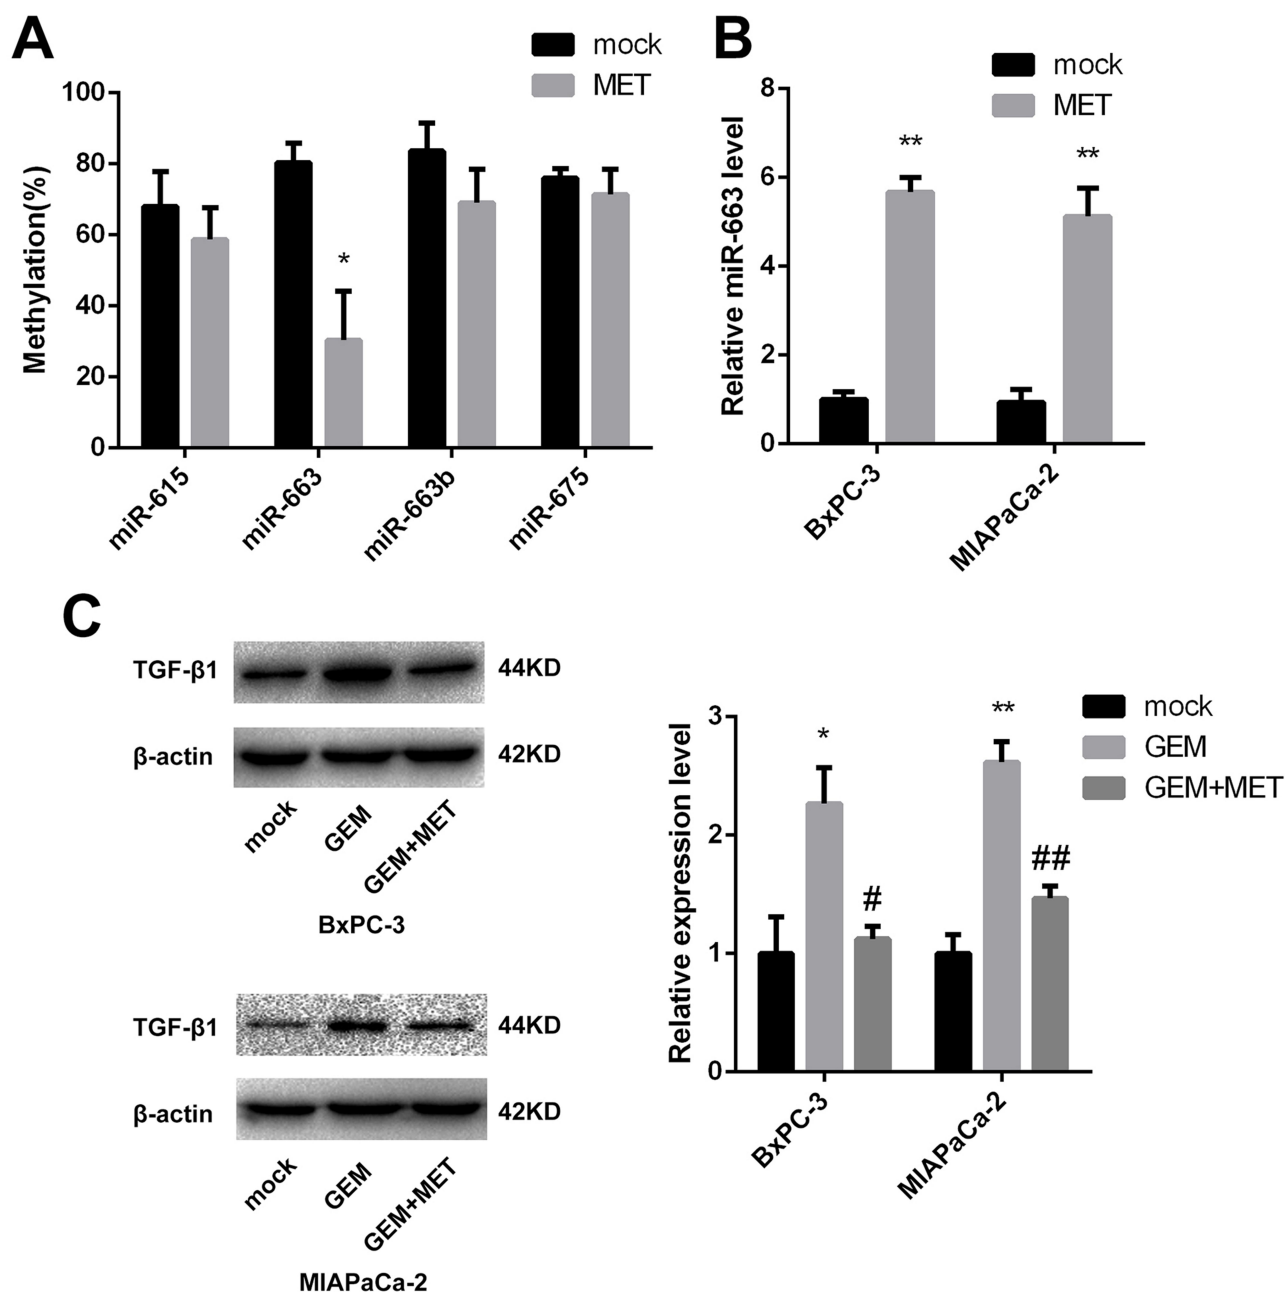 A
mock
MET
Methylation(%)
100
80
60
40
20
0
*
miR-615
miR-663
miR-663b
miR-675
B
mock
MET
Relative miR-663 level
8
6
4
2
0
**
**
BxPC-3
MIAPaCa-2
C
TGF-β1
44KD
β-actin
42KD
mock
GEM
GEM+MET
BxPC-3
TGF-β1
44KD
β-actin
42KD
mock
GEM
GEM+MET
MIAPaCa-2
mock
GEM
GEM+MET
Relative expression level
3
2
1
0
*
#
**
##
BxPC-3
MIAPaCa-2